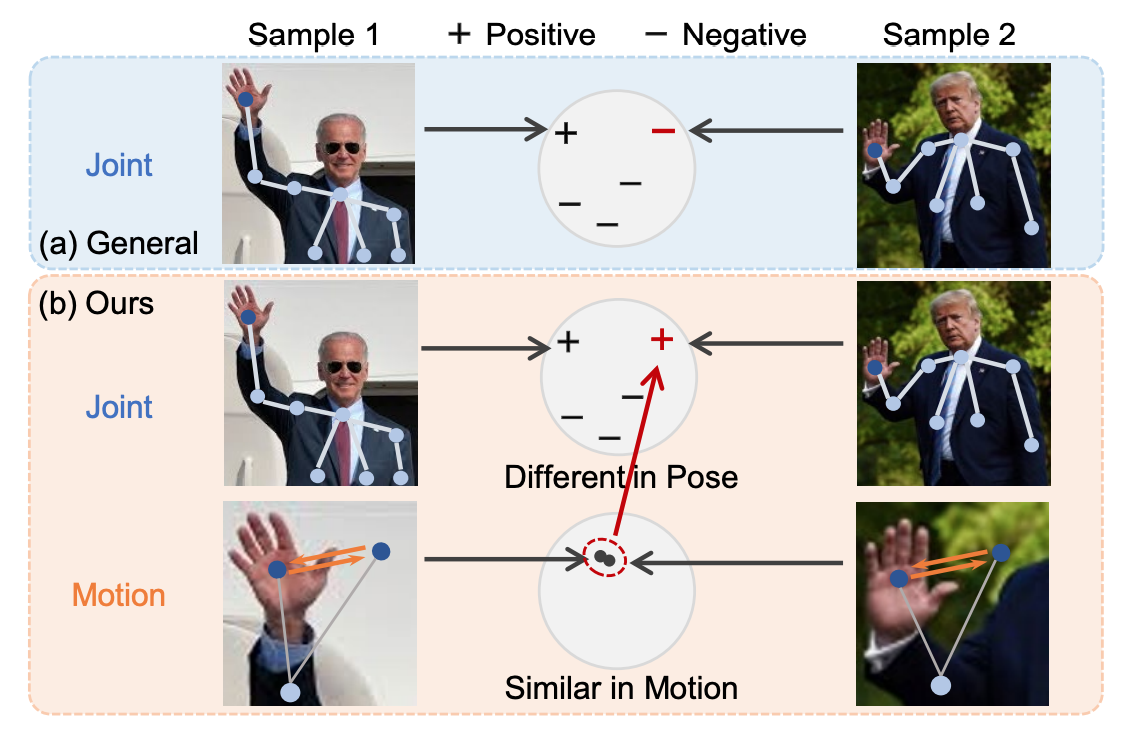 Sample 1 + Positive − Negative Sample 2
Joint
(a) General
(b) Ours
Joint
Different in Pose
Motion
Similar in Motion